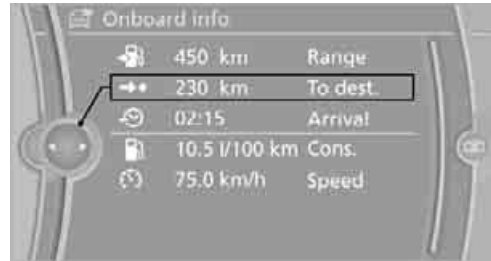 Onboard info
450 km Range
230 km To dest.
02:15 Arrival
10.5 l/100 km Cons.
75.0 km/h Speed